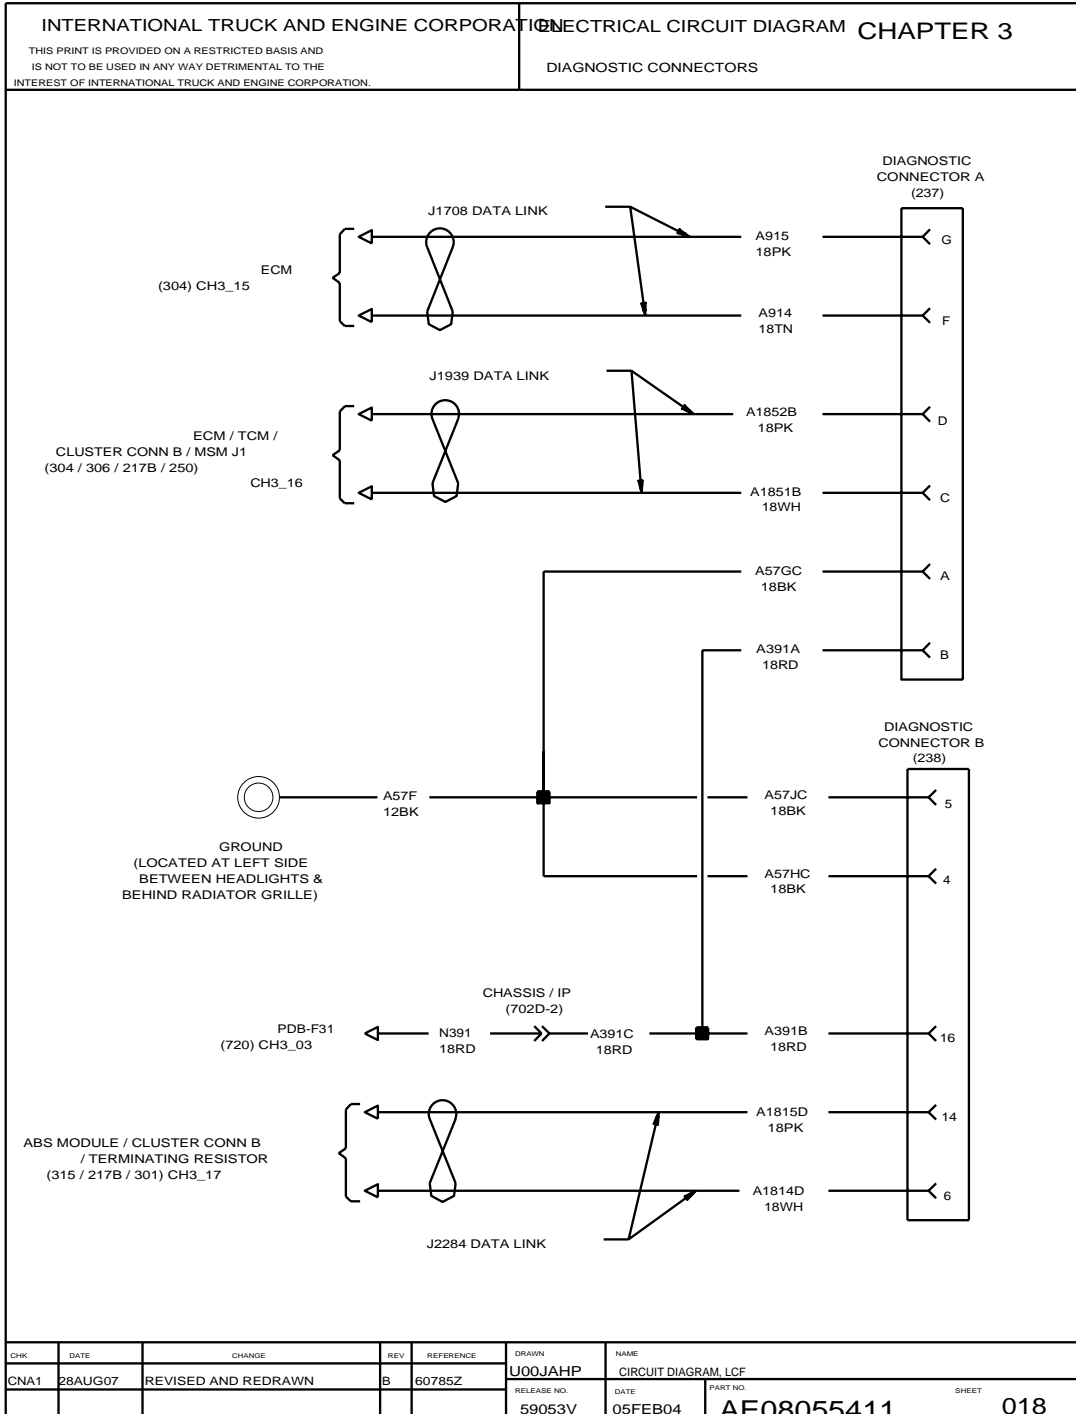 INTERNATIONAL TRUCK AND ENGINE CORPORATION
ELECTRICAL CIRCUIT DIAGRAM CHAPTER 3
THIS PRINT IS PROVIDED ON A RESTRICTED BASIS AND
IS NOT TO BE USED IN ANY WAY DETRIMENTAL TO THE
INTEREST OF INTERNATIONAL TRUCK AND ENGINE CORPORATION.
DIAGNOSTIC CONNECTORS
DIAGNOSTIC
CONNECTOR A
(237)
J1708 DATA LINK
A915
18PK
G
ECM
(304) CH3_15
A914
18TN
F
J1939 DATA LINK
A1852B
18PK
D
ECM / TCM /
CLUSTER CONN B / MSM J1
(304 / 306 / 217B / 250)
CH3_16
A1851B
18WH
C
A57GC
18BK
A
A391A
18RD
B
DIAGNOSTIC
CONNECTOR B
(238)
A57F
12BK
A57JC
18BK
5
GROUND
(LOCATED AT LEFT SIDE
BETWEEN HEADLIGHTS &
BEHIND RADIATOR GRILLE)
A57HC
18BK
4
CHASSIS / IP
(702D-2)
PDB-F31
(720) CH3_03
N391
18RD
A391C
18RD
A391B
18RD
16
A1815D
18PK
14
ABS MODULE / CLUSTER CONN B
/ TERMINATING RESISTOR
(315 / 217B / 301) CH3_17
A1814D
18WH
6
J2284 DATA LINK
CHK DATE CHANGE REV REFERENCE DRAWN NAME
CNA1 28AUG07 REVISED AND REDRAWN B 60785Z U00JAHP CIRCUIT DIAGRAM, LCF
RELEASE NO. DATE PART NO. SHEET
59053V 05FEB04 AE08055411 018